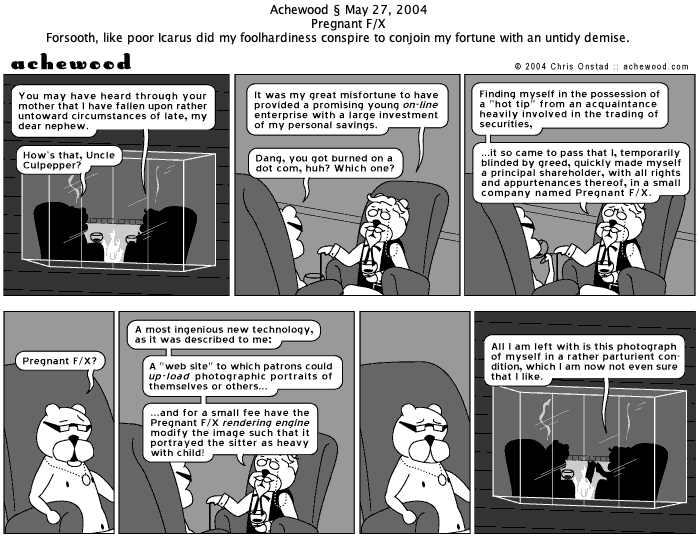 Achewood § May 27, 2004
Pregnant F/X
Forsooth, like poor Icarus did my foolhardiness conspire to conjoin my fortune with an untidy demise.
achewood
© 2004 Chris Onstad :: achewood.com
You may have heard through your
mother that I have fallen upon rather
untoward circumstances of late, my
dear nephew.
How's that, Uncle
Culpepper?
It was my great misfortune to have
provided a promising young on-line
enterprise with a large investment
of my personal savings.
Dang, you got burned on a
dot com, huh? Which one?
Finding myself in the possession of
a "hot tip" from an acquaintance
heavily involved in the trading of
securities,
...it so came to pass that I, temporarily
blinded by greed, quickly made myself
a principal shareholder, with all rights
and appurtenances thereof, in a small
company named Pregnant F/X.
Pregnant F/X?
A most ingenious new technology,
as it was described to me:
A "web site" to which patrons could
up-load photographic portraits of
themselves or others...
...and for a small fee have the
Pregnant F/X rendering engine
modify the image such that it
portrayed the sitter as heavy
with child!
All I am left with is this photograph
of myself in a rather parturient con-
dition, which I am now not even sure
that I like.